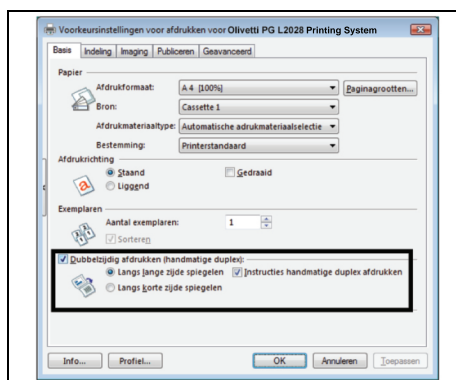 Voorkeursinstellingen voor afdrukken voor Olivetti PG L2028 Printing System
Basis Indeling Imaging Publiceren Geavanceerd
Papier
Afdrukformaat: A4 [100%] Paginagrootten...
Bron: Cassette 1
Afdrukmateriaaltype: Automatische adrukmateriaalselectie
Bestemming: Printerstandaard
Afdrukrichting
Staand Gedraaid
Liggend
Exemplaren
Aantal exemplaren: 1
Sorteren
Dubbelzijdig afdrukken (handmatige duplex):
Langs lange zijde spiegelen Instructies handmatige duplex afdrukken
Langs korte zijde spiegelen
Info... Profiel... OK Annuleren Toepassen